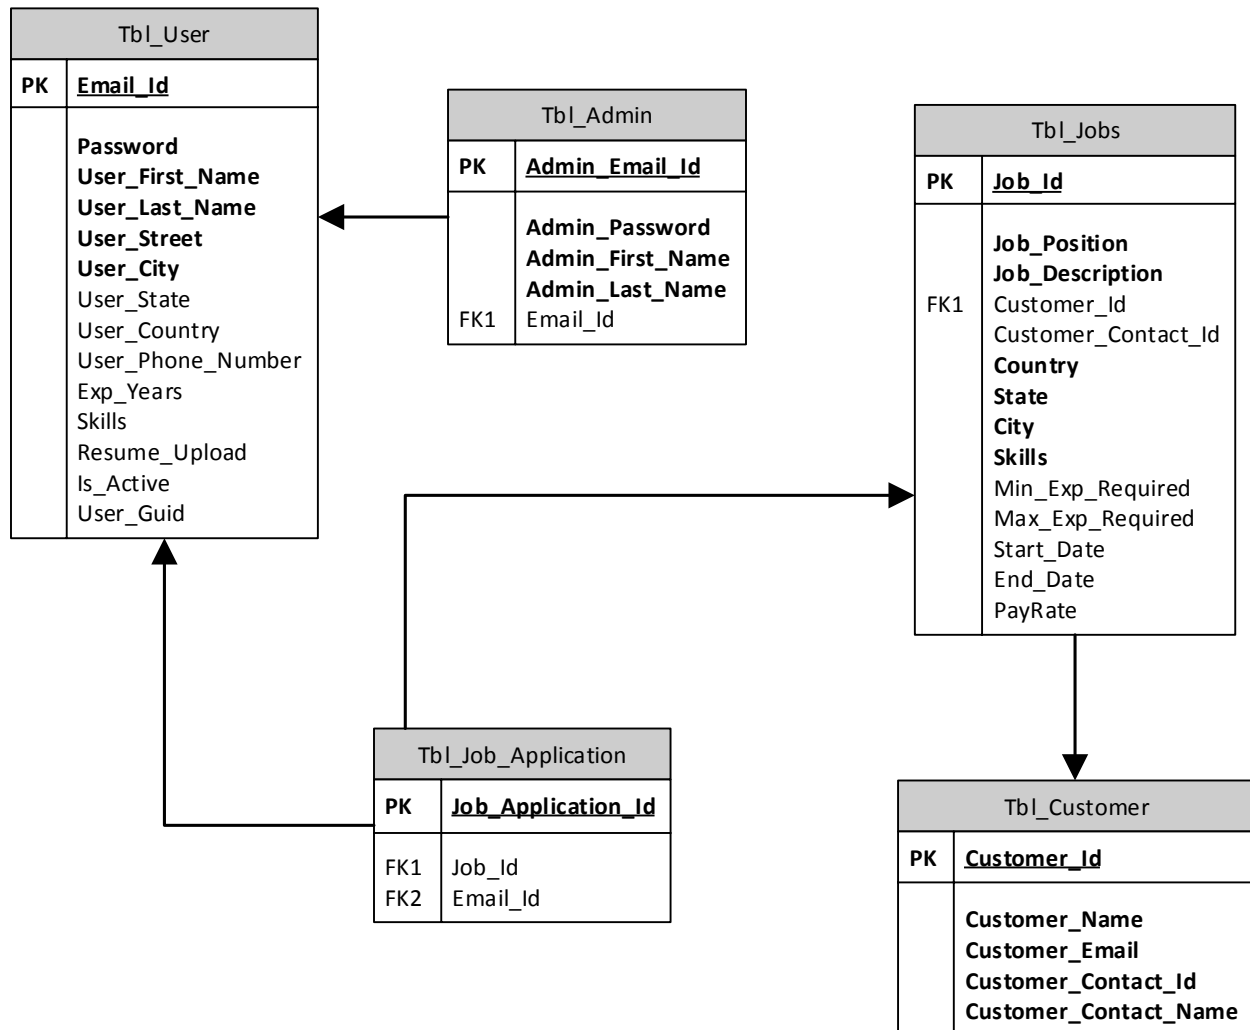 Tbl_User
PK Email_Id
Password
User_First_Name
User_Last_Name
User_Street
User_City
User_State
User_Country
User_Phone_Number
Exp_Years
Skills
Resume_Upload
Is_Active
User_Guid
Tbl_Admin
PK Admin_Email_Id
Admin_Password
Admin_First_Name
Admin_Last_Name
FK1 Email_Id
Tbl_Jobs
PK Job_Id
Job_Position
Job_Description
FK1 Customer_Id
Customer_Contact_Id
Country
State
City
Skills
Min_Exp_Required
Max_Exp_Required
Start_Date
End_Date
PayRate
Tbl_Job_Application
PK Job_Application_Id
FK1 Job_Id
FK2 Email_Id
Tbl_Customer
PK Customer_Id
Customer_Name
Customer_Email
Customer_Contact_Id
Customer_Contact_Name